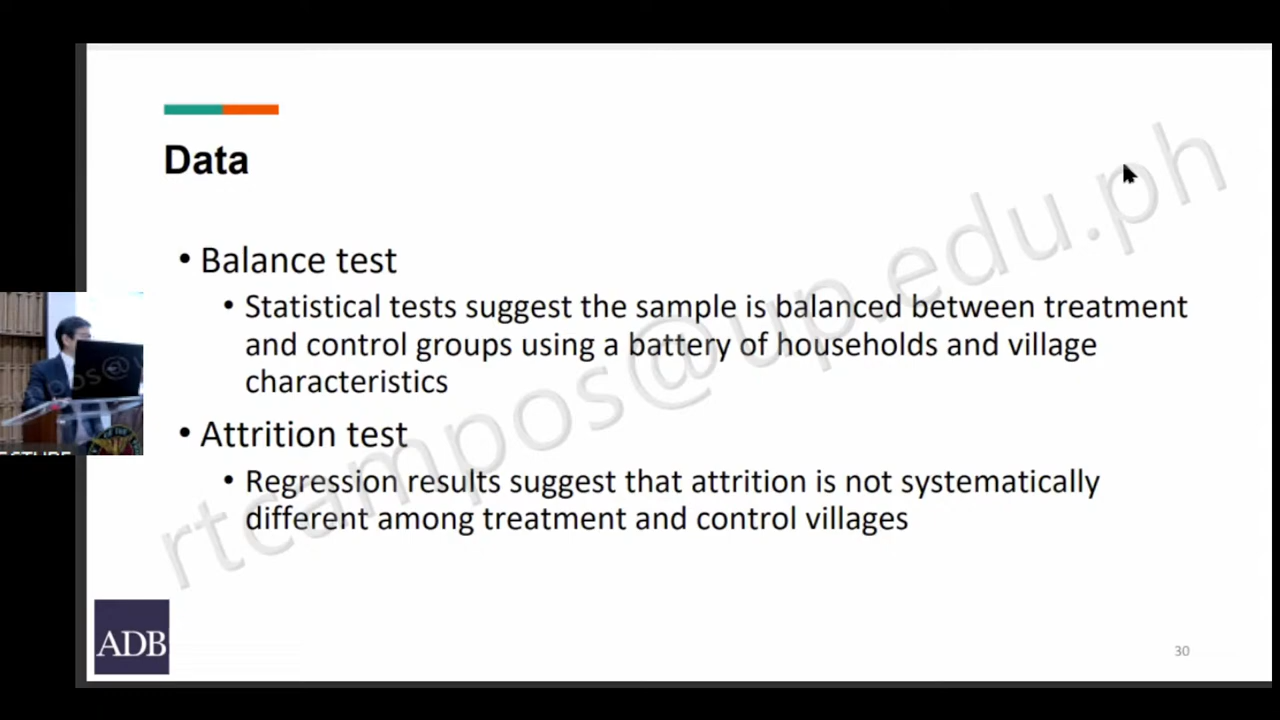 Data
• Balance test
• Statistical tests suggest the sample is balanced between treatment
and control groups using a battery of households and village
characteristics
• Attrition test
• Regression results suggest that attrition is not systematically
different among treatment and control villages
rtcampos@up.edu.ph
ADB
30